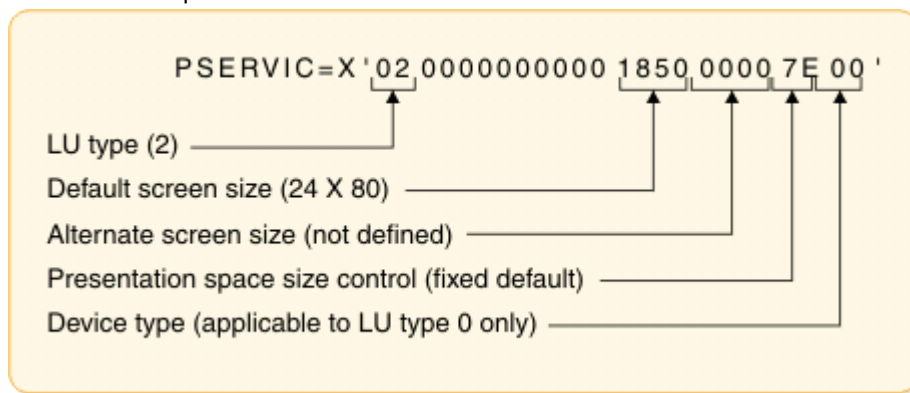 PSERVIC=X'02 0000000000 1850 0000 7E 00'
LU type (2)
Default screen size (24 X 80)
Alternate screen size (not defined)
Presentation space size control (fixed default)
Device type (applicable to LU type 0 only)